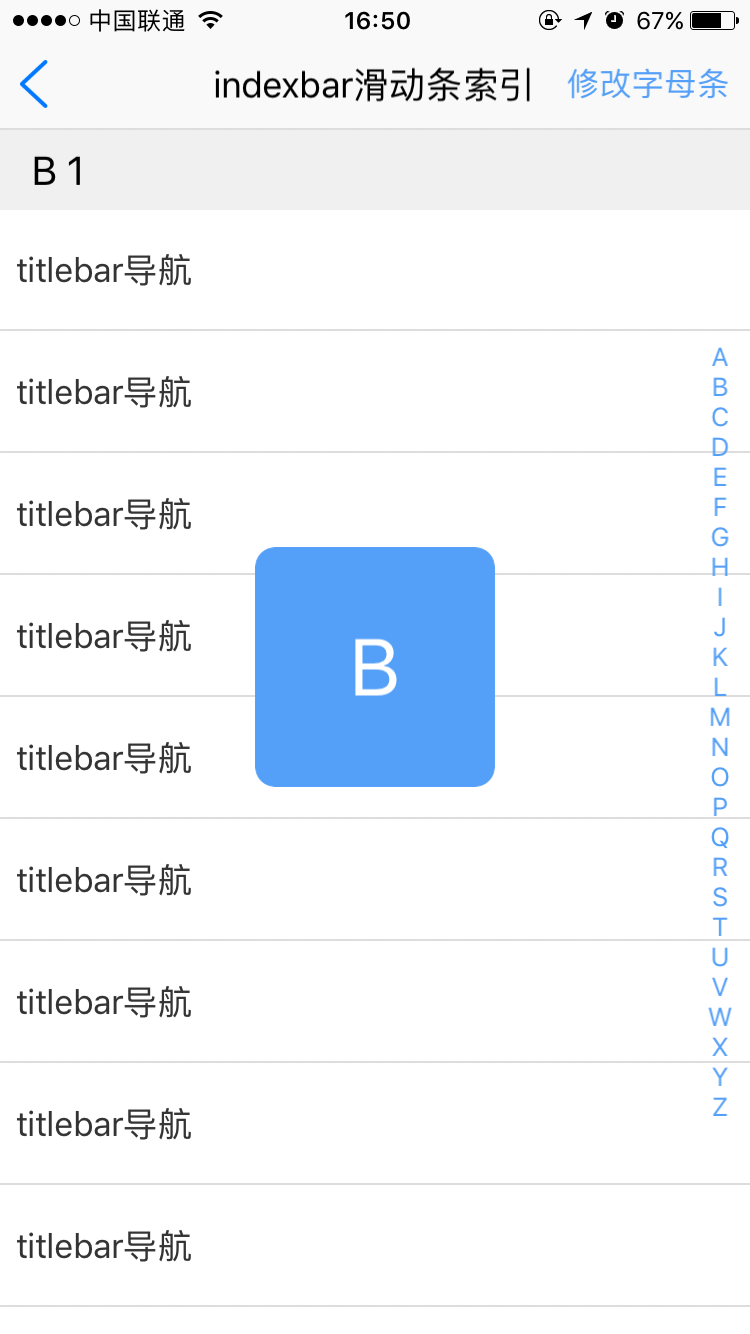 中国联通 16:50 67%
indexbar滑动条索引 修改字母条
B 1
titlebar导航
titlebar导航
titlebar导航
titlebar导航
titlebar导航
titlebar导航
titlebar导航
titlebar导航
titlebar导航
B
A
B
C
D
E
F
G
H
I
J
K
L
M
N
O
P
Q
R
S
T
U
V
W
X
Y
Z